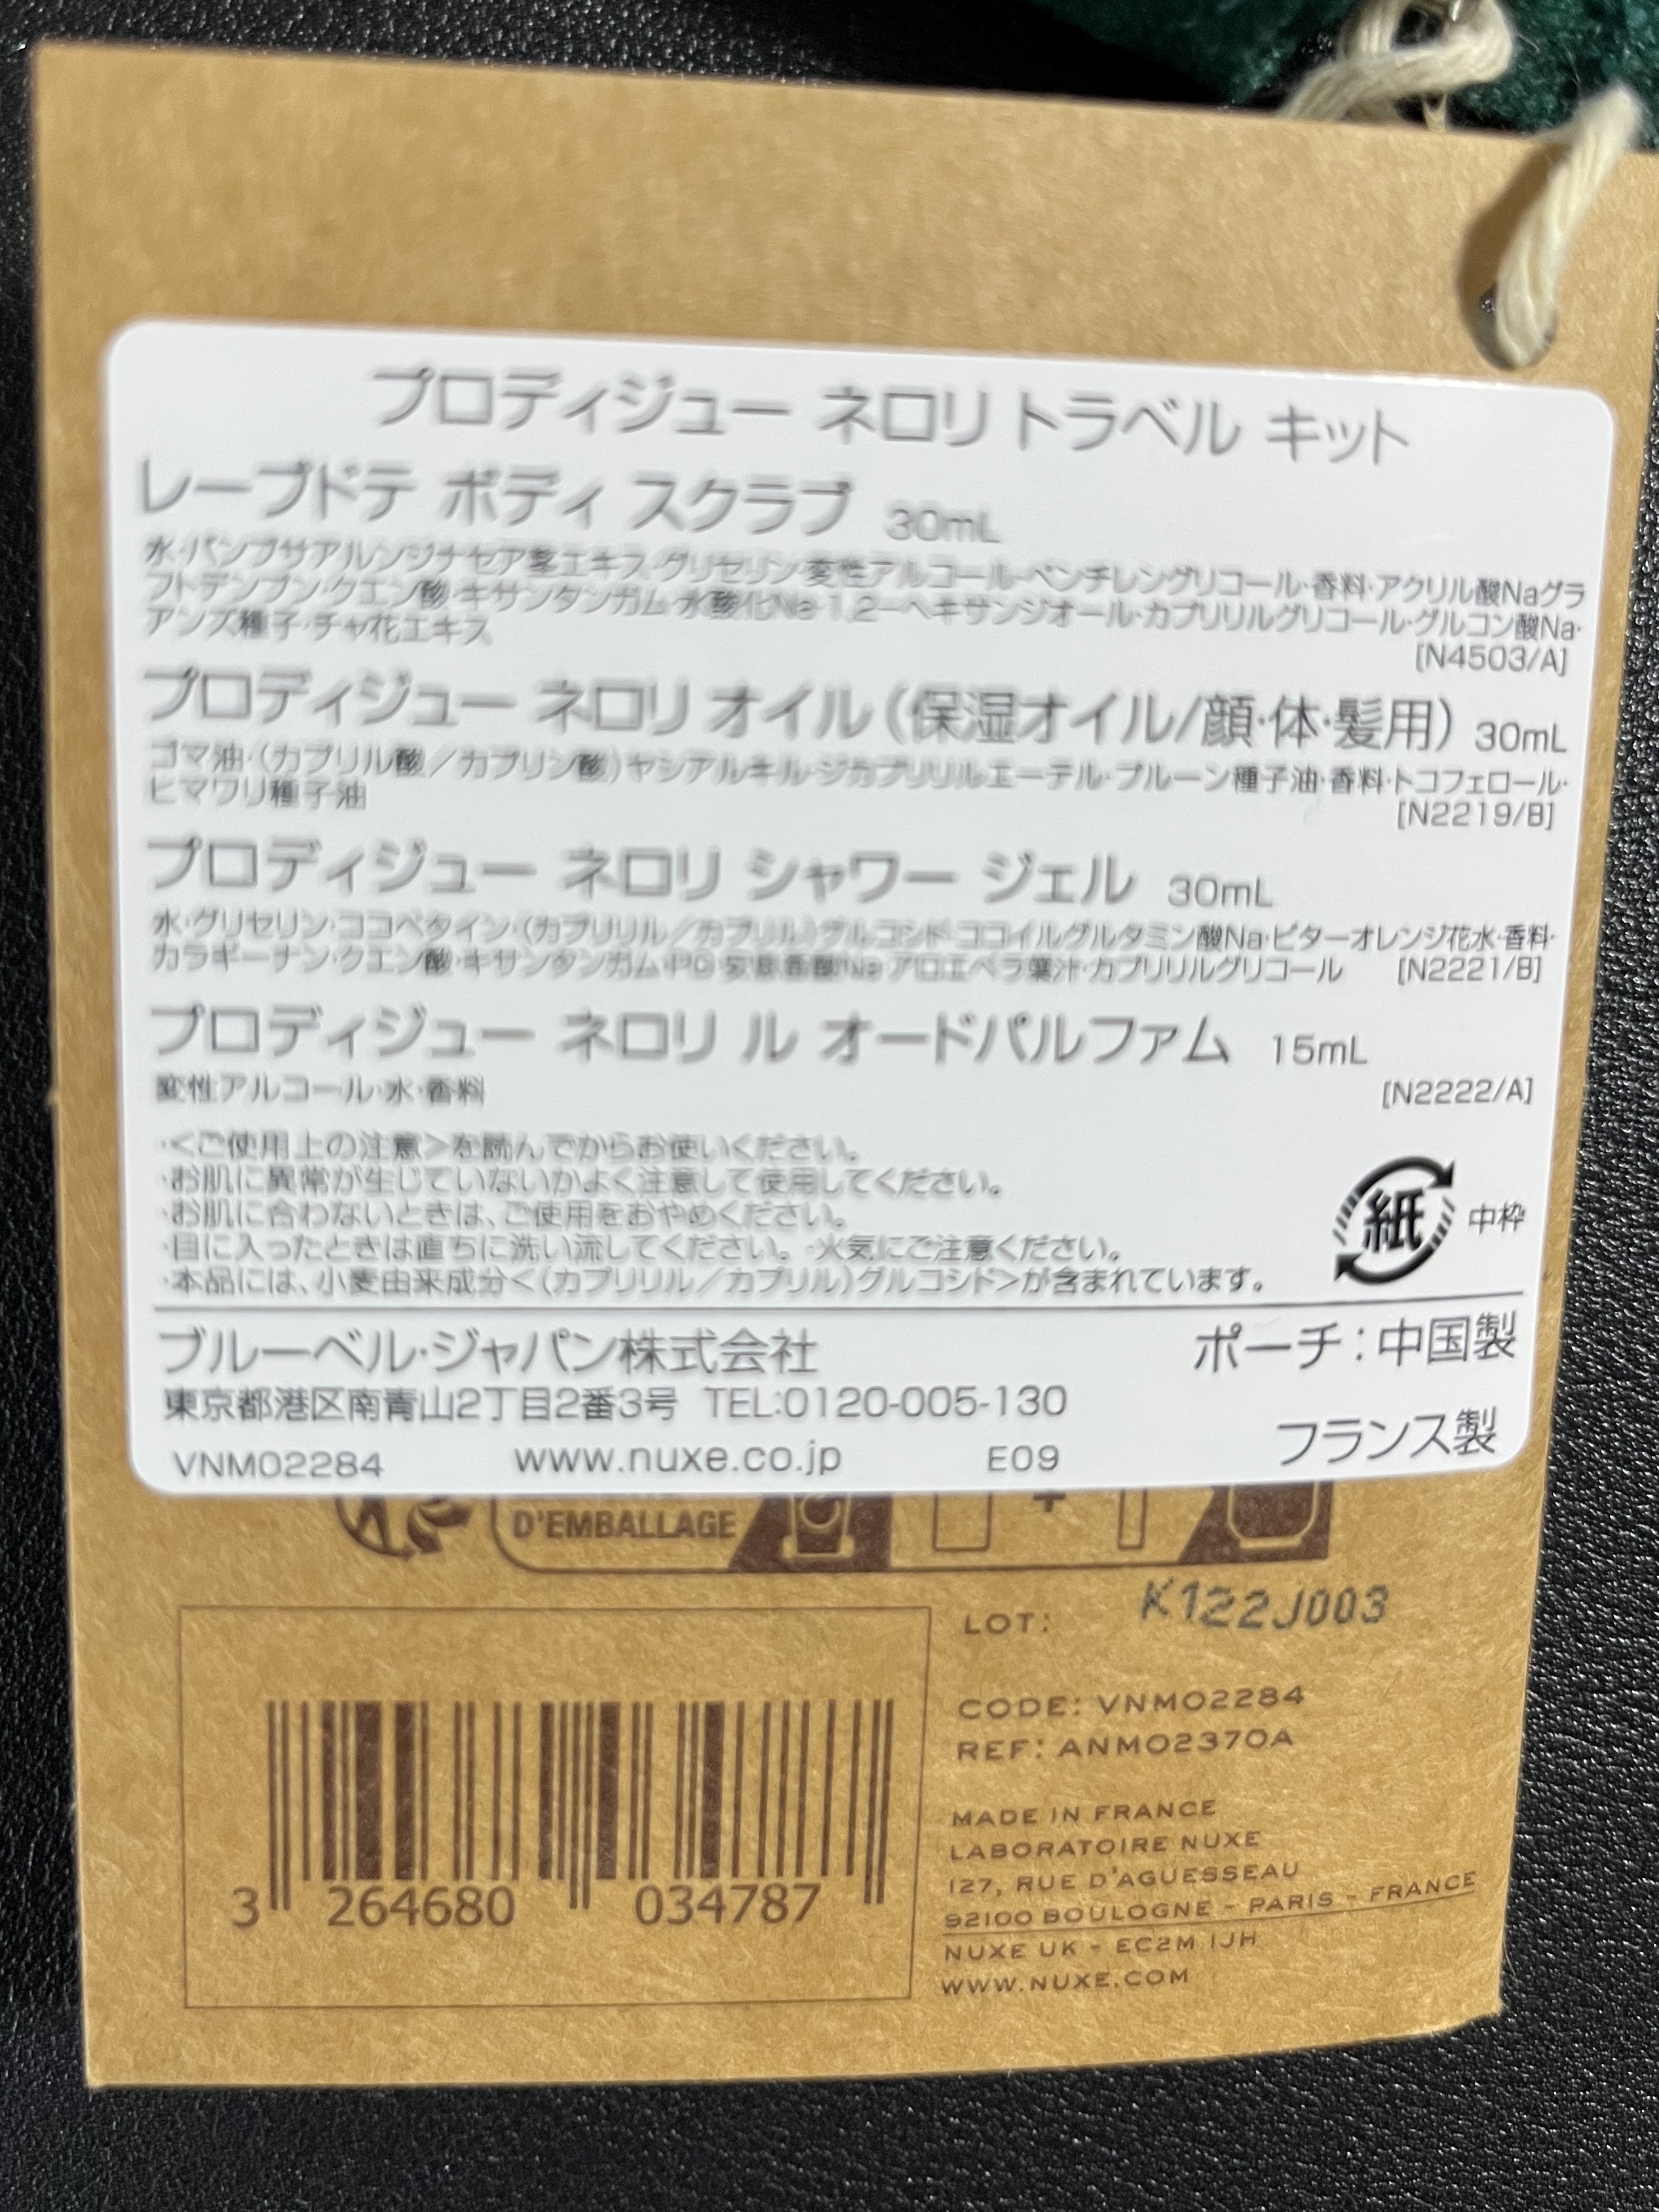 プロディジュー ネロリ トラベル キット
レーブドテ ボディ スクラブ 30mL
水・バンブサアルンジナセア茎エキス・グリセリン・変性アルコール・ペンチレングリコール・香料・アクリル酸Naグラ
フトデンプン・クエン酸・キサンタンガム・水酸化Na・1,2-ヘキサンジオール・カプリリルグリコール・グルコン酸Na・
アンズ種子・チャ花エキス
[N4503/A]
プロディジュー ネロリ オイル（保湿オイル/顔・体・髪用） 30mL
ゴマ油・（カプリル酸／カプリン酸）ヤシアルキル・ジカプリリルエーテル・プルーン種子油・香料・トコフェロール・
ヒマワリ種子油
[N2219/B]
プロディジュー ネロリ シャワー ジェル 30mL
水・グリセリン・ココベタイン・（カプリリル／カプリル）グルコシド・ココイルグルタミン酸Na・ビターオレンジ花水・香料・
カラギーナン・クエン酸・キサンタンガム・アロエベラ葉汁・カプリリルグリコール [N2221/B]
プロディジュー ネロリ ル オードパルファム 15mL
変性アルコール・水・香料 [N2222/A]
・＜ご使用上の注意＞を読んでからお使いください。
・お肌に異常が生じていないかよく注意して使用してください。
・お肌に合わないときは、ご使用をおやめください。
・目に入ったときは直ちに洗い流してください。・火気にご注意ください。
・本品には、小麦由来成分＜（カプリリル／カプリル）グルコシド＞が含まれています。
紙 中枠
ブルーベル・ジャパン株式会社 ポーチ：中国製
東京都港区南青山2丁目2番3号 TEL:0120-005-130
フランス製
VNM02284 www.nuxe.co.jp E09
D'EMBALLAGE
+
LOT: K122J003
CODE: VNM02284
REF: ANM02370A
MADE IN FRANCE
LABORATOIRE NUXE
127, RUE D'AGUESSEAU
92100 BOULOGNE - PARIS - FRANCE
NUXE UK - EC2M 1JH
WWW.NUXE.COM
3 264680 034787